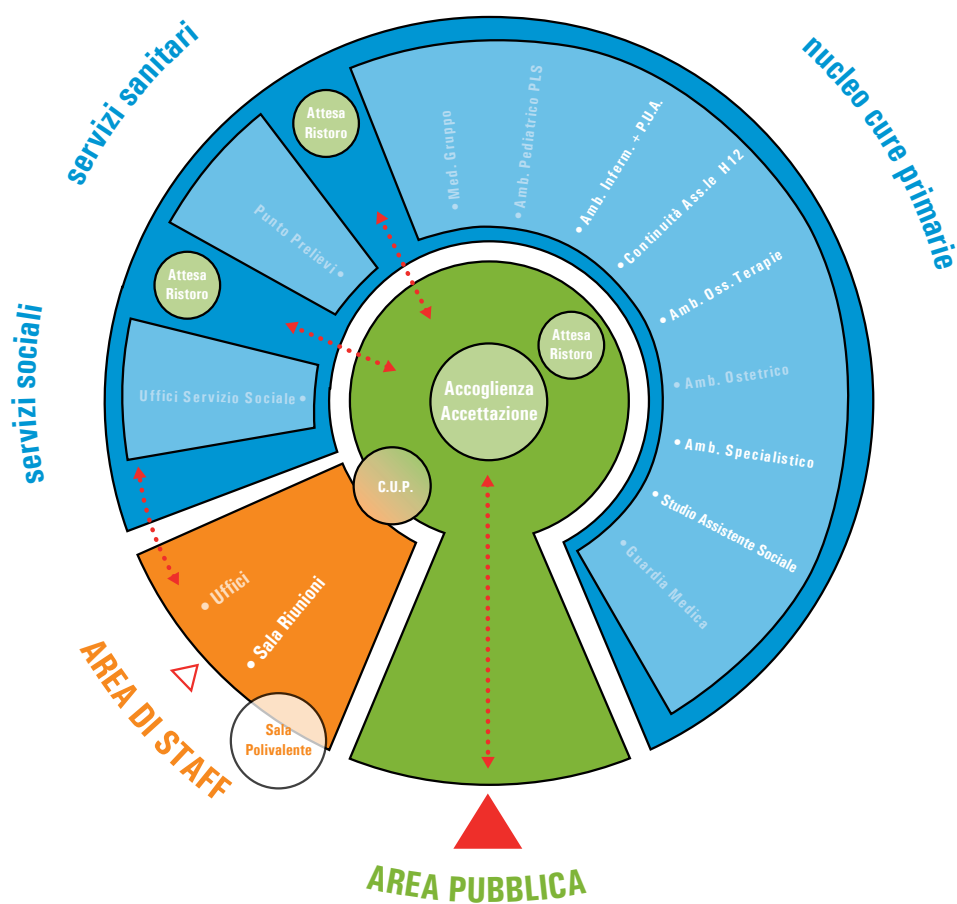 servizi sanitari
nucleo cure primarie
servizi sociali
Attesa
Ristoro
• Med. Gruppo
• Amb. Pediatrico PLS
• Amb. Inferm. + P.U.A.
• Continuità Ass.le H12
• Amb. Oss. Terapie
• Amb. Ostetrico
• Amb. Specialistico
• Studio Assistente Sociale
• Guardia Medica
Punto Prelievi •
Attesa
Ristoro
Uffici Servizio Sociale •
Attesa
Ristoro
Accoglienza
Accettazione
C.U.P.
• Uffici
• Sala Riunioni
Sala
Polivalente
AREA DI STAFF
AREA PUBBLICA